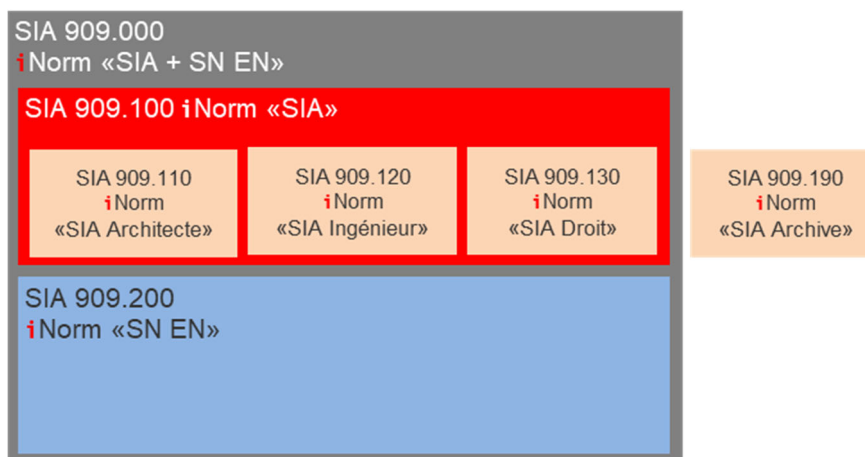 SIA 909.000
iNorm «SIA + SN EN»
SIA 909.100 iNorm «SIA»
SIA 909.110
iNorm
«SIA Architecte»
SIA 909.120
iNorm
«SIA Ingénieur»
SIA 909.130
iNorm
«SIA Droit»
SIA 909.190
iNorm
«SIA Archive»
SIA 909.200
iNorm «SN EN»